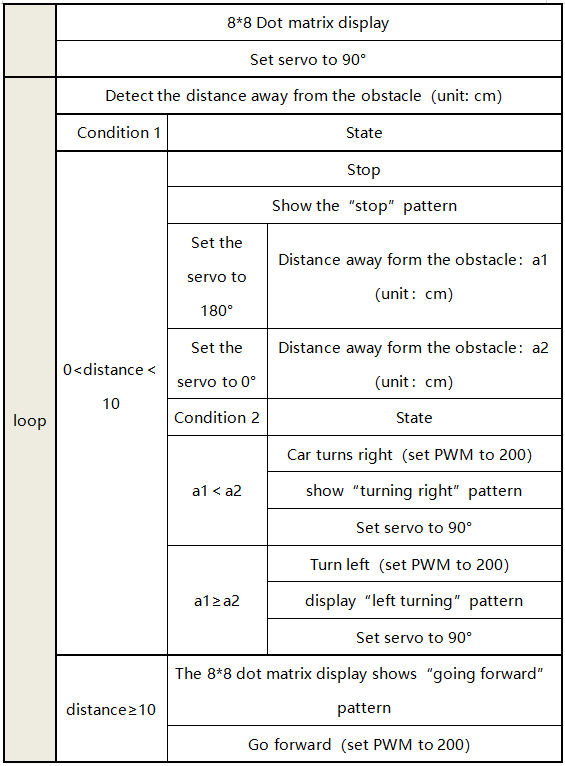 8*8 Dot matrix display
Set servo to 90°
loop
Detect the distance away from the obstacle (unit: cm)
Condition 1
State
0<distance <
10
Stop
Show the “stop” pattern
Set the
servo to
180°
Distance away form the obstacle: a1
(unit: cm)
Set the
servo to 0°
Distance away form the obstacle: a2
(unit: cm)
Condition 2
State
a1 < a2
Car turns right (set PWM to 200)
show “turning right” pattern
Set servo to 90°
a1≥a2
Turn left (set PWM to 200)
display “left turning” pattern
Set servo to 90°
distance≥10
The 8*8 dot matrix display shows “going forward”
pattern
Go forward (set PWM to 200)